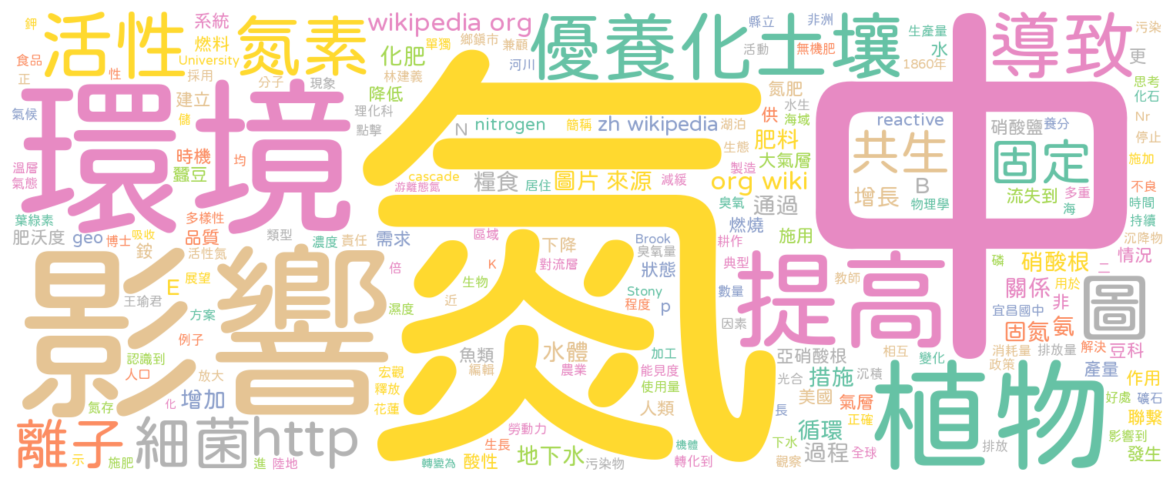 鉀
活性
氮素
系統
wikipedia org
優養化
土壤
導致
污染
食品
燃料
化肥
單獨
鄉鎮市
兼顧
縣立
非洲
生產量
正
性
University
採用
林建義
河川
活動
無機肥
水
1860年
更
環境
分子
現象
降低
氮
氮肥
水生
中
思考
化石
氣候
建立
儲
理化科
點擊
N
nitrogen
簡稱
zh wikipedia
湖泊
供
海域
reactive
硝酸鹽
養分
Nr
停止
溫層
氣態
時機
均
蠶豆
肥料
生態
大氣層
共生
固定
施加
cascade
游離態氮
糧食
居住
圖片 來源
減緩
製造
org wiki
增長
B
物理學
流失到
多重
海
不良
時間
持續
葉綠素
多樣性
肥沃度
geo
博士
吸收
品質
類型
濃度
責任
需求
臭氧
通過
燃燒
施用
耕作
沉降物
影響
銨
活性氮
倍
區域
K
下降
對流層
Brook
臭氧量
狀態
典型
提高
教師
磷
硝酸根
二
情況
展望
E
王瑜君
方案
濕度
近
生物
Stony
程度
p
數量
因素
關係
用於
非
宜昌國中
固氮
氨
圖
例子
認識到
人口
放大
宏觀
釋放
魚類
編輯
水體
農業
加工
能見度
使用量
亞硝酸根
相互
變化
消耗量
排放量
政策
解決
豆科
產量
光合
措施
沉積
植物
作用
氮存
化
增加
花蓮
人類
長
美國
氣層
正確
好處
礦石
聯繫
離子
細菌
http
勞動力
生長
機體
循環
影響到
示
施肥
進
陸地
轉變為
酸性
地下水
污染物
轉化到
下水
觀察
過程
全球
排放
發生